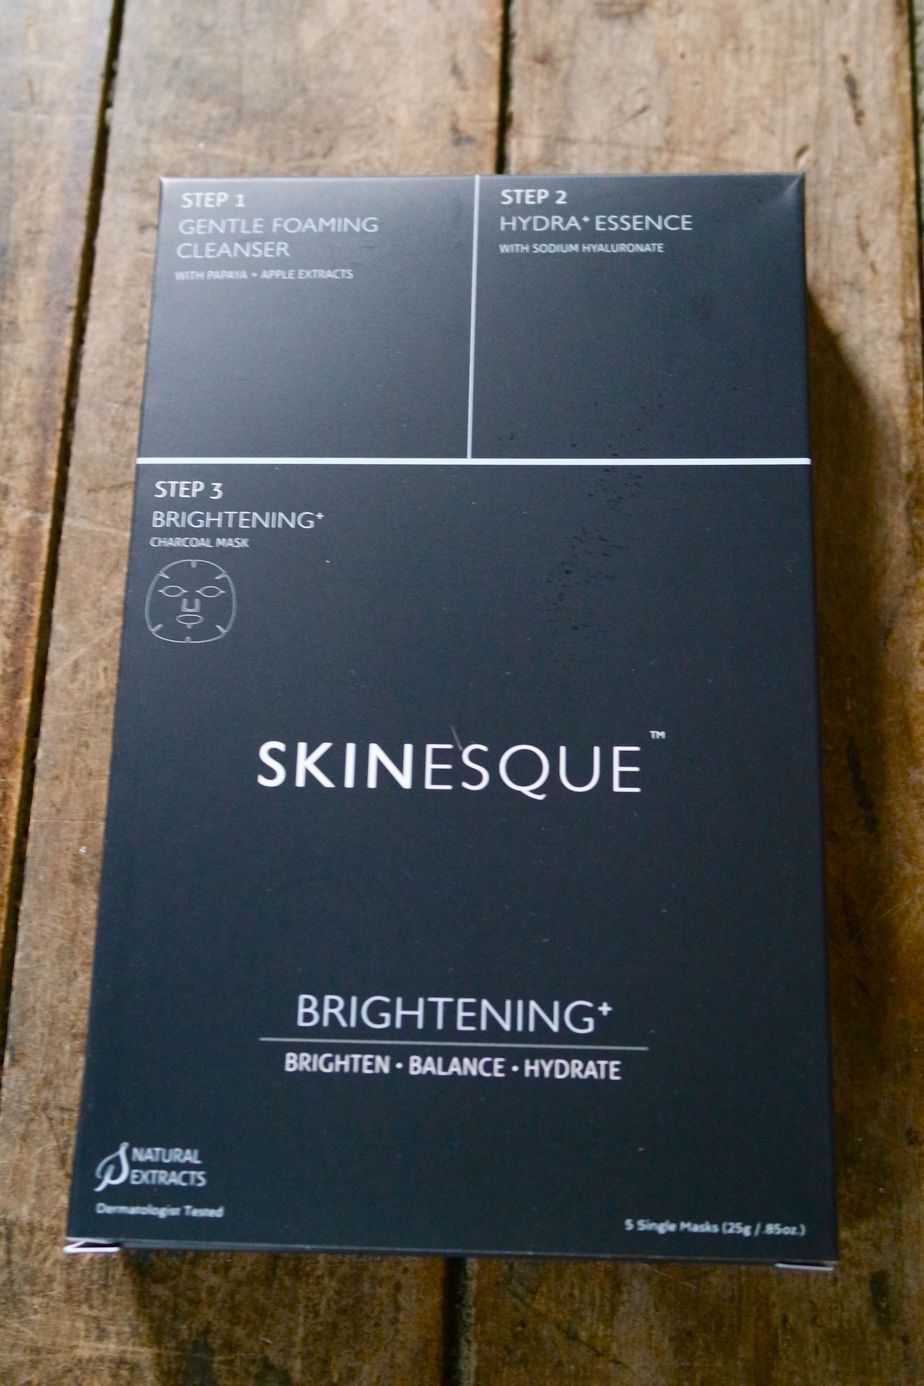 STEP 1
GENTLE FOAMING
CLEANSER
WITH PAPAYA + APPLE EXTRACTS
STEP 2
HYDRA+ ESSENCE
WITH SODIUM HYALURONATE
STEP 3
BRIGHTENING+
CHARCOAL MASK
SKINESQUE™
BRIGHTENING+
BRIGHTEN • BALANCE • HYDRATE
NATURAL
EXTRACTS
Dermatologist Tested
5 Single Masks (25g / .85oz.)